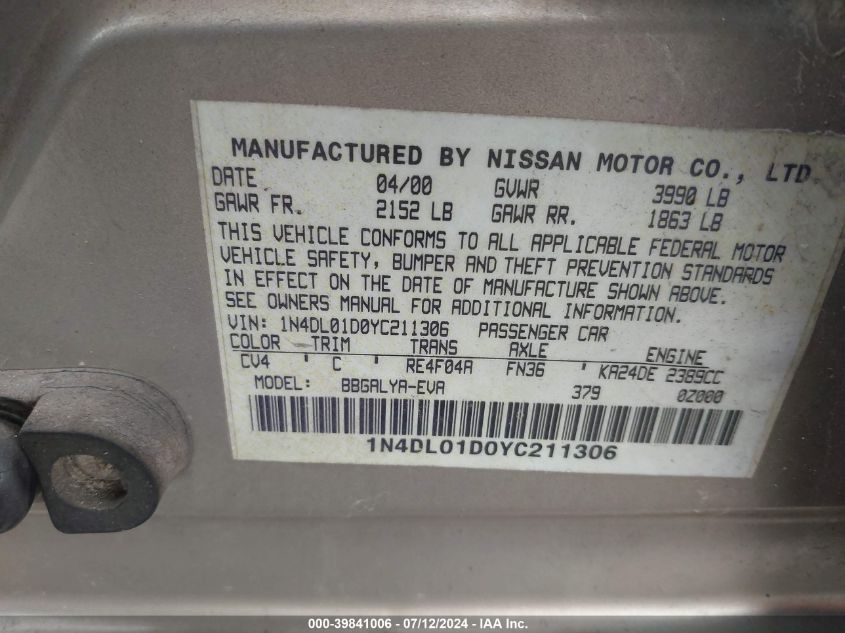 MANUFACTURED BY NISSAN MOTOR CO., LTD
DATE 04/00 GVWR 3990 LB
GAWR FR. 2152 LB GAWR RR. 1863 LB
THIS VEHICLE CONFORMS TO ALL APPLICABLE FEDERAL MOTOR
VEHICLE SAFETY, BUMPER AND THEFT PREVENTION STANDARDS
IN EFFECT ON THE DATE OF MANUFACTURE SHOWN ABOVE.
SEE OWNERS MANUAL FOR ADDITIONAL INFORMATION.
VIN: 1N4DL01D0YC211306 PASSENGER CAR
COLOR TRIM TRANS AXLE ENGINE
CV4 ' C ' RE4F04A FN36 ' KA24DE 2389CC
MODEL: BBGALYA-EVA 379 0Z000
1N4DL01D0YC211306
000-39841006 - 07/12/2024 - IAA Inc.